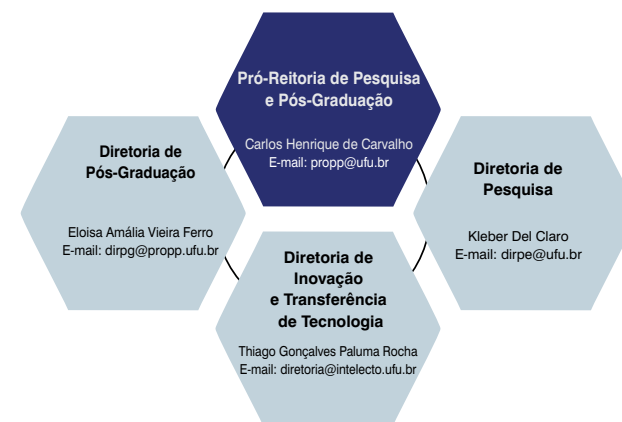 Pró-Reitoria de Pesquisa
e Pós-Graduação
Carlos Henrique de Carvalho
E-mail: propp@ufu.br
Diretoria de
Pós-Graduação
Eloisa Amália Vieira Ferro
E-mail: dirpg@propp.ufu.br
Diretoria de
Pesquisa
Kleber Del Claro
E-mail: dirpe@ufu.br
Diretoria de
Inovação
e Transferência
de Tecnologia
Thiago Gonçalves Paluma Rocha
E-mail: diretoria@intelecto.ufu.br